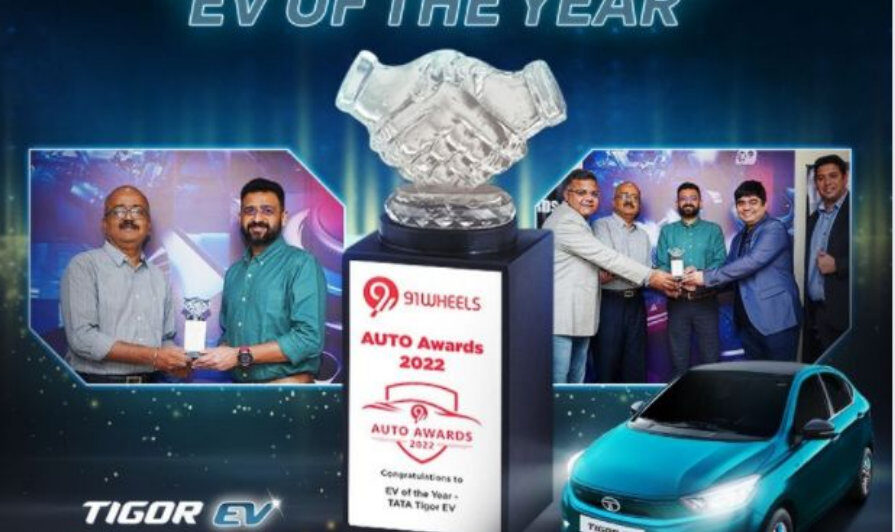 EV OF THE YEAR
91WHEELS
AUTO Awards
2022
AUTO AWARDS
2022
Congratulations to
EV of the Year -
TATA Tigor EV
TIGOR EV
TIGOR